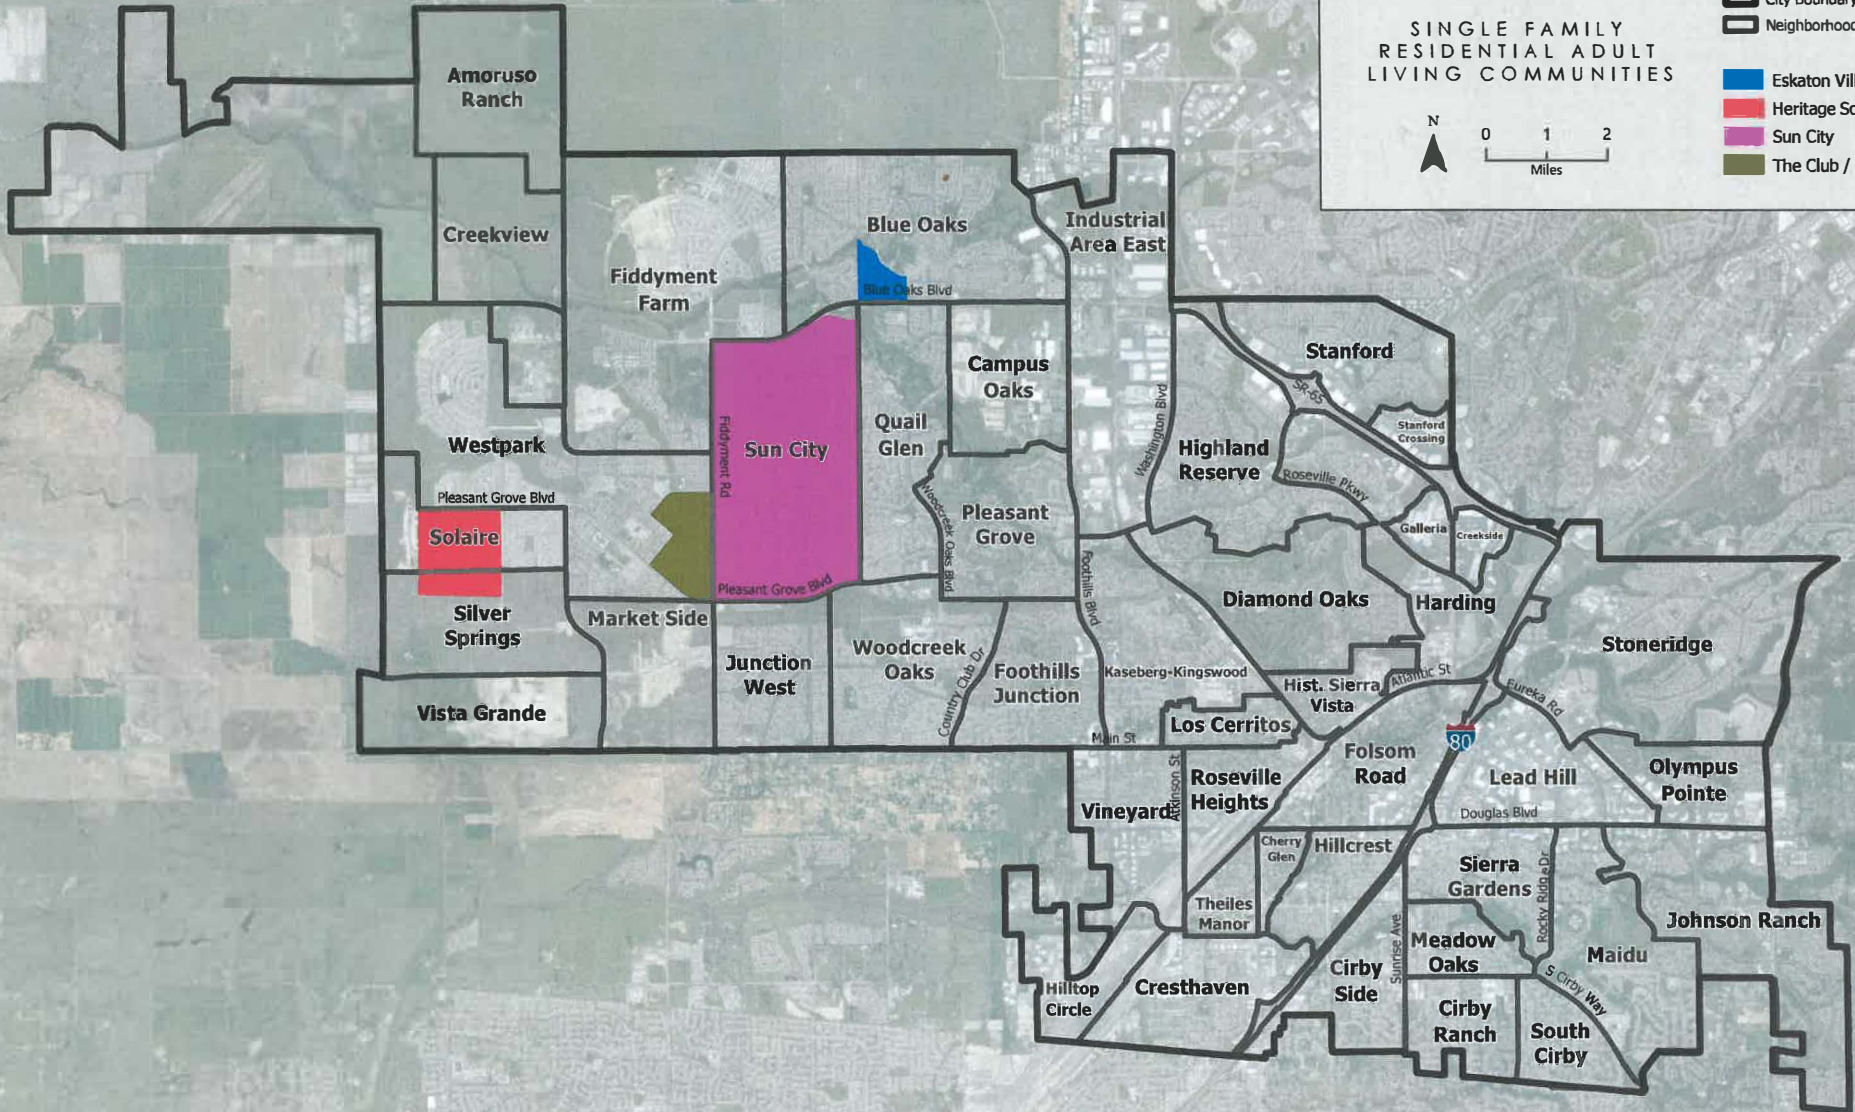 SINGLE FAMILY
RESIDENTIAL ADULT
LIVING COMMUNITIES
N
0 1 2
Miles
City Boundary
Neighborhood
Eskaton Vil
Heritage So
Sun City
The Club /
Amoruso
Ranch
Creekview
Fiddyment
Farm
Blue Oaks
Blue Oaks Blvd
Industrial
Area East
Stanford
SR-65
Stanford
Crossing
Campus
Oaks
Washington Blvd
Highland
Reserve
Roseville Pkwy
Galleria
Creekside
Westpark
Pleasant Grove Blvd
Fiddyment Rd
Sun City
Quail
Glen
Woodcreek Oaks Blvd
Pleasant
Grove
Foothills Blvd
Solaire
Silver
Springs
Market Side
Pleasant Grove Blvd
Diamond Oaks
Harding
Stoneridge
Junction
West
Woodcreek
Oaks
Country Club Dr
Foothills
Junction
Kaseberg-Kingswood
Hist. Sierra
Vista
Atlantic St
Eureka Rd
Vista Grande
Main St
Los Cerritos
80
Folsom
Road
Lead Hill
Olympus
Pointe
Vineyard
Atkinson St
Roseville
Heights
Douglas Blvd
Cherry
Glen
Hillcrest
Sierra
Gardens
Rocky Ridge Dr
Theiles
Manor
Sunrise Ave
Meadow
Oaks
Maidu
Johnson Ranch
Hilltop
Circle
Cresthaven
Cirby
Side
S Cirby Way
Cirby
Ranch
South
Cirby